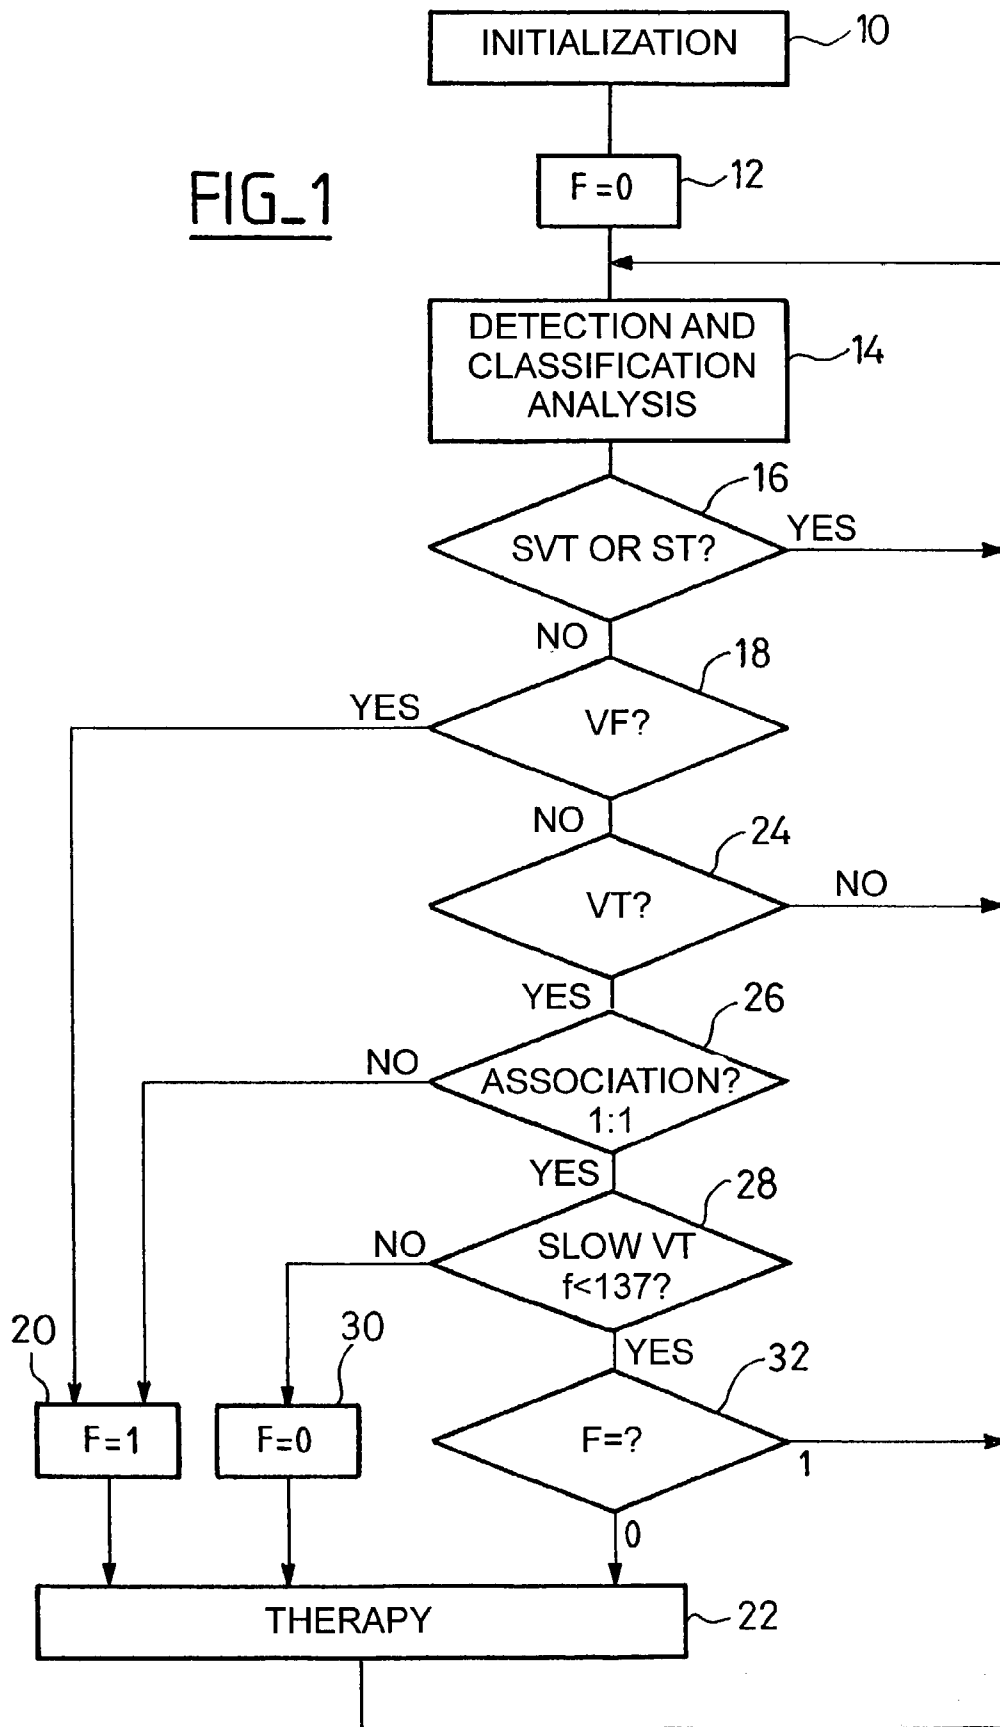 INITIALIZATION
10
F=0
12
FIG_1
DETECTION AND
CLASSIFICATION
ANALYSIS
14
16
SVT OR ST?
YES
NO
18
YES
VF?
NO
24
VT?
NO
YES
26
NO
ASSOCIATION?
1:1
YES
28
NO
SLOW VT
f<137?
20
30
YES
32
F=1
F=0
F=?
1
0
THERAPY
22